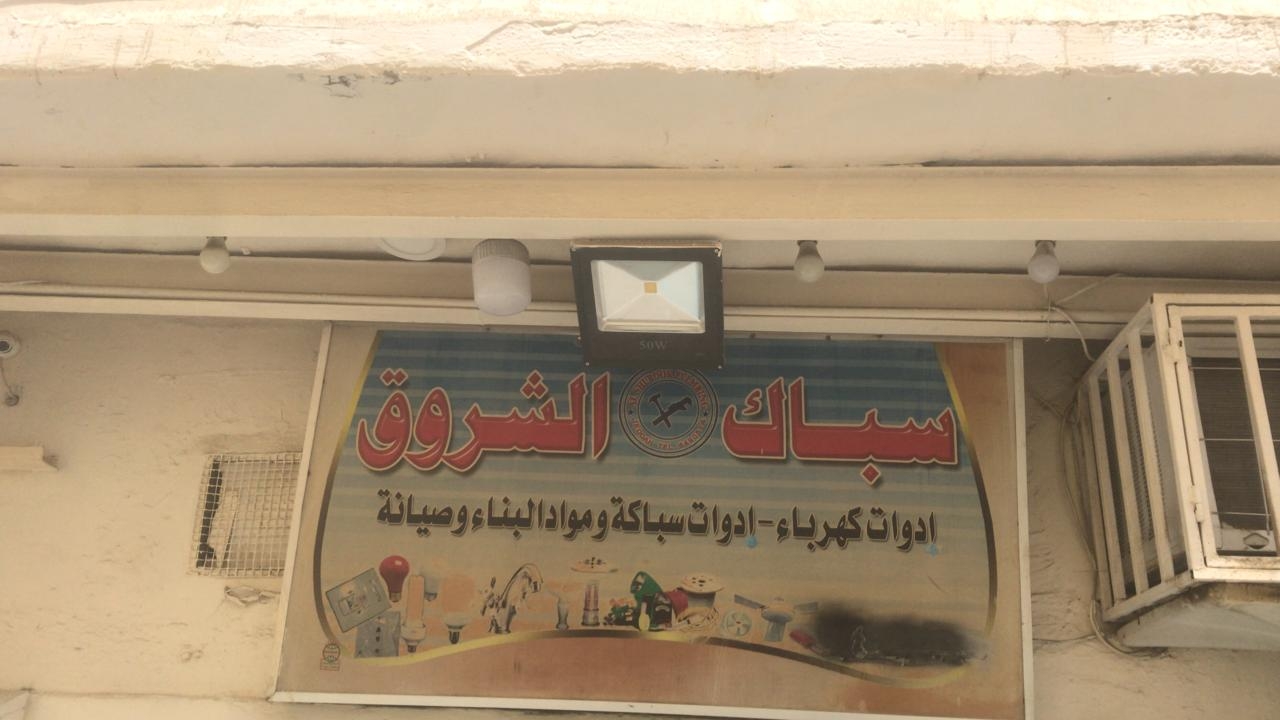 50W
سباك الشروق
ادوات كهرباء - ادوات سباكة ومواد البناء وصيانة